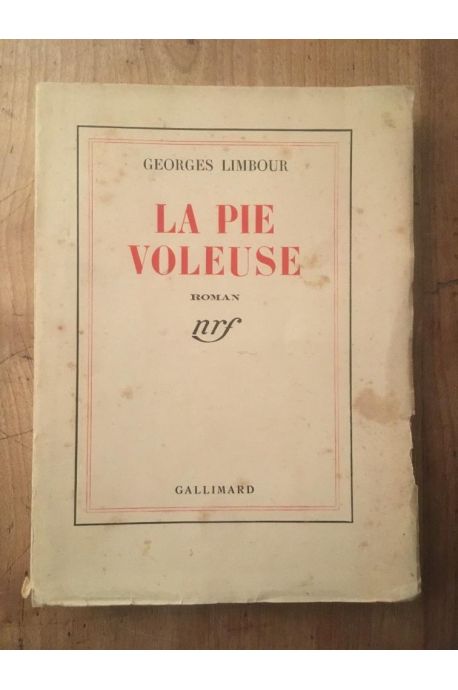 GEORGES LIMBOUR
LA PIE
VOLEUSE
ROMAN
nrf
GALLIMARD